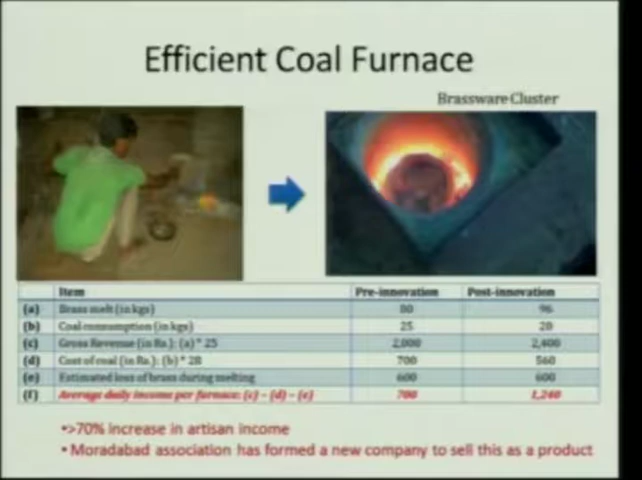 Efficient Coal Furnace
Brassware Cluster
Item Pre-innovation Post-innovation
(a) Brass melt (in kgs) 80 96
(b) Coal consumption (in kgs) 25 20
(c) Gross Revenue (in Rs.): (a) * 25 2,000 2,400
(d) Cost of coal (in Rs.): (b) * 28 700 560
(e) Estimated loss of brass during melting 600 600
(f) Average daily income per furnace: (c) – (d) – (e) 700 1,240
•>70% increase in artisan income
• Moradabad association has formed a new company to sell this as a product